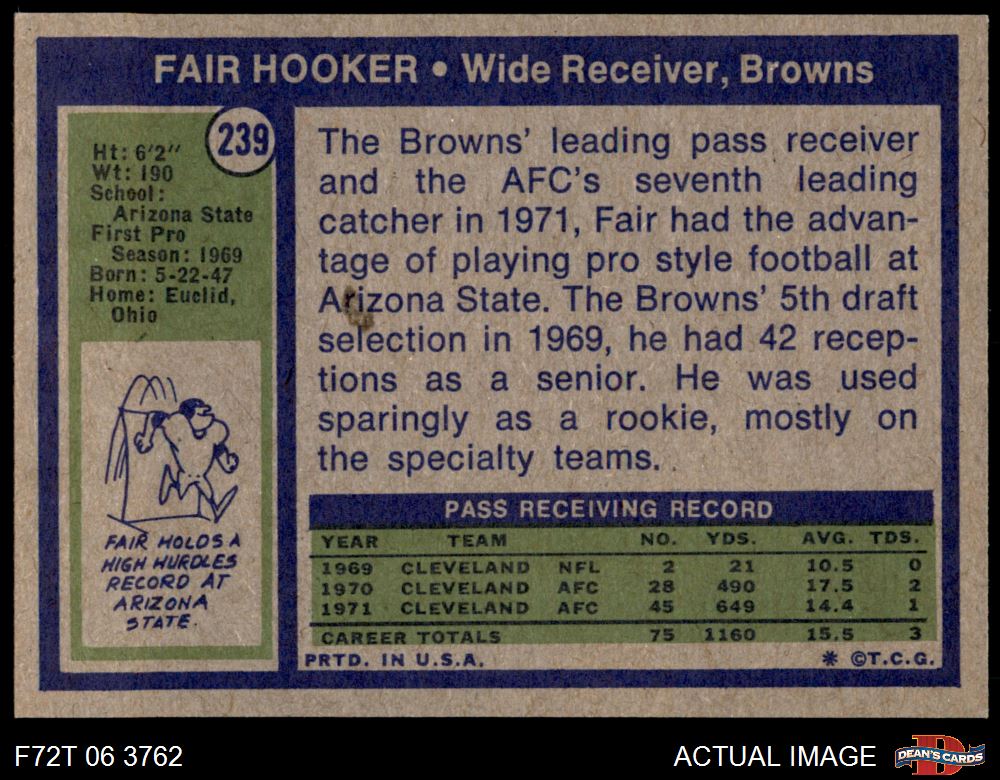 FAIR HOOKER • Wide Receiver, Browns
239
Ht: 6'2"
Wt: 190
School:
Arizona State
First Pro
Season: 1969
Born: 5-22-47
Home: Euclid,
Ohio
FAIR HOLDS A
HIGH HURDLES
RECORD AT
ARIZONA
STATE.
The Browns' leading pass receiver
and the AFC's seventh leading
catcher in 1971, Fair had the advan-
tage of playing pro style football at
Arizona State. The Browns' 5th draft
selection in 1969, he had 42 recep-
tions as a senior. He was used
sparingly as a rookie, mostly on
the specialty teams.
PASS RECEIVING RECORD
YEAR TEAM NO. YDS. AVG. TDS.
1969 CLEVELAND NFL 2 21 10.5 0
1970 CLEVELAND AFC 28 490 17.5 2
1971 CLEVELAND AFC 45 649 14.4 1
CAREER TOTALS 75 1160 15.5 3
PRTD. IN U.S.A. * ©T.C.G.
F72T 06 3762 ACTUAL IMAGE
D
DEAN'S CARDS